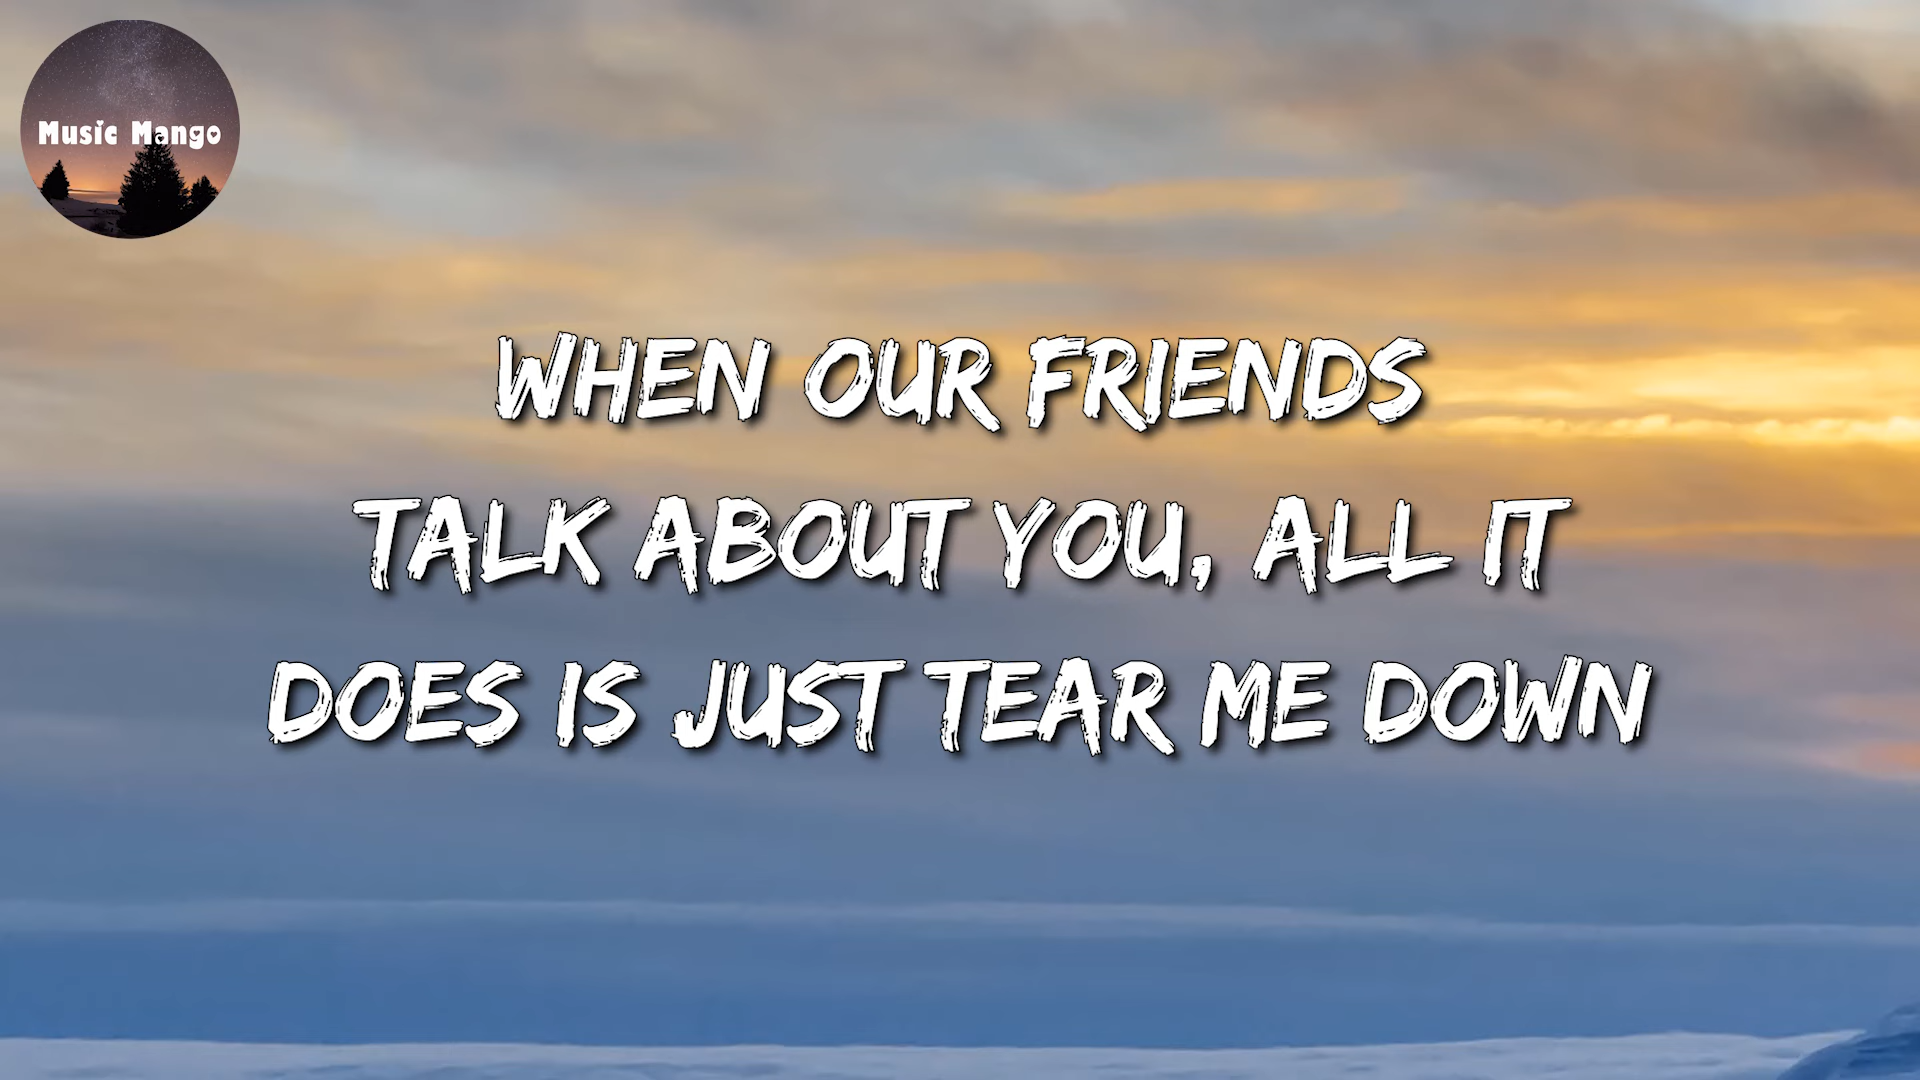 Music Mango
WHEN OUR FRIENDS
TALK ABOUT YOU, ALL IT
DOES IS JUST TEAR ME DOWN